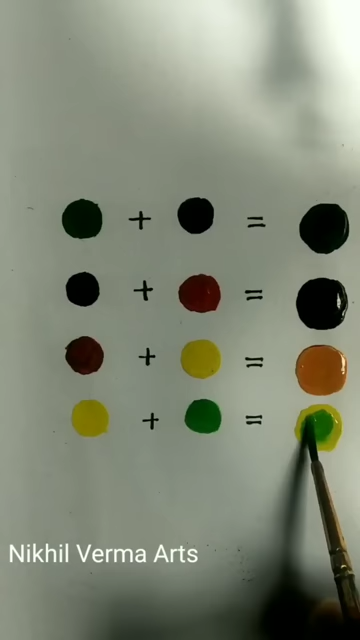 + =
+ =
+ =
+ =
Nikhil Verma Arts